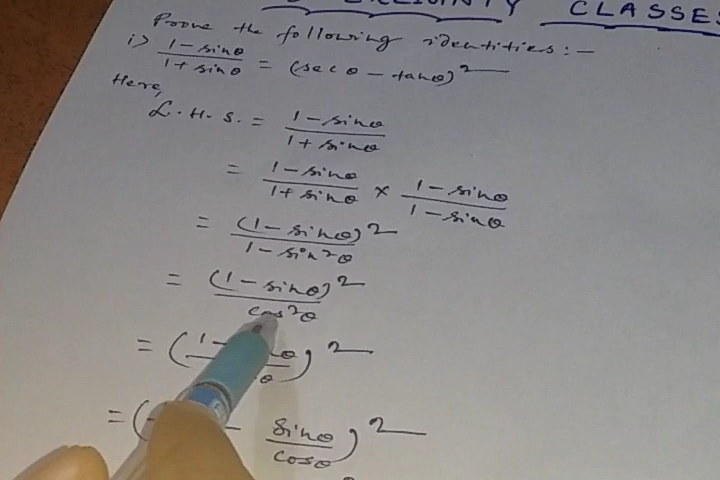 CLASSES
Prove the following identities:-
i) 1-sinθ/1+sinθ = (secθ - tanθ)2
Here,
L.H.S. = 1-sinθ/1+sinθ
= 1-sinθ/1+sinθ × 1-sinθ/1-sinθ
= (1-sinθ)2/1-sin2θ
= (1-sinθ)2/cos2θ
= (1- θ/ θ)2
= ( - sinθ/cosθ)2